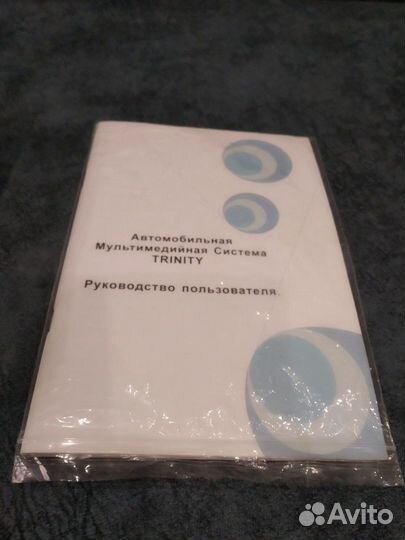 Автомобильная
Мультимедийная Система
TRINITY
Руководство пользователя.
Avito